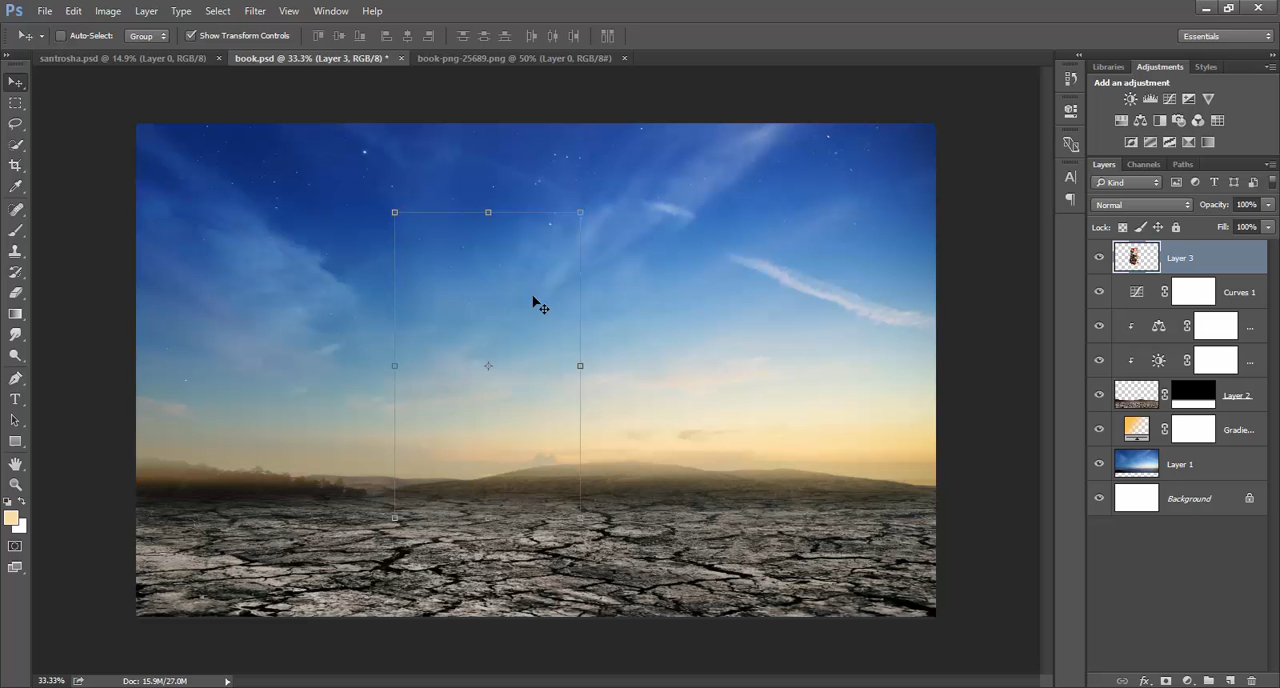 Ps File Edit Image Layer Type Select Filter View Window Help
Auto-Select: Group Show Transform Controls Essentials
santrosha.psd @ 14.9% (Layer 0, RGB/8) × book.psd @ 33.3% (Layer 3, RGB/8) * × book-png-25689.png @ 50% (Layer 0, RGB/8#) ×
Libraries Adjustments Styles
Add an adjustment
Layers Channels Paths
Kind
Normal Opacity: 100%
Lock: Fill: 100%
Layer 3
Curves 1
...
...
Layer 2
Gradie...
Layer 1
Background
33.33% Doc: 15.9M/27.0M